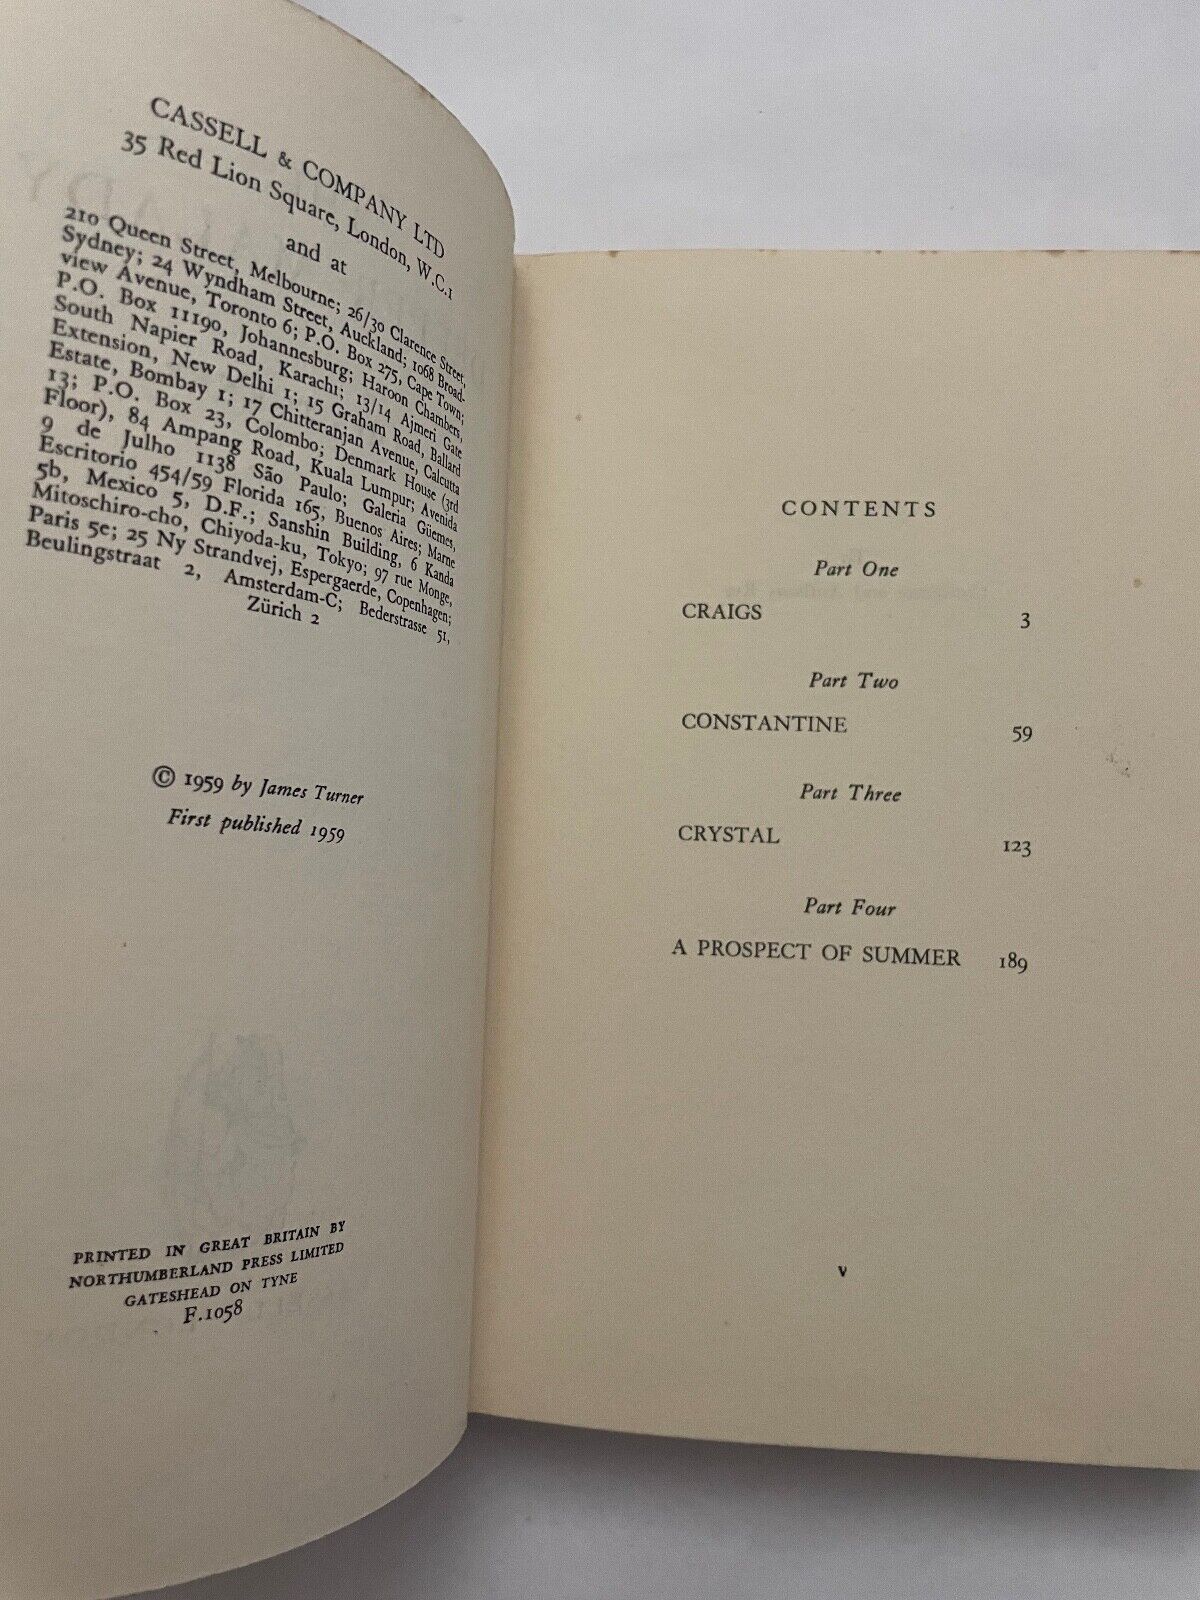 CASSELL & COMPANY LTD
35 Red Lion Square, London, W.C.1
and at
210 Queen Street, Melbourne; 26/30 Clarence Street,
Sydney; 24 Wyndham Street, Auckland; 1068 Broad-
view Avenue, Toronto 6; P.O. Box 275, Cape Town;
P.O. Box 11190, Johannesburg; Haroon Chambers,
South Napier Road, Karachi; 13/14 Ajmeri Gate
Extension, New Delhi 1; 15 Graham Road, Ballard
Estate, Bombay 1; 17 Chitteranjan Avenue, Calcutta
13; P.O. Box 23, Colombo; Denmark House (3rd
Floor), 84 Ampang Road, Kuala Lumpur; Avenida
9 de Julho 1138 São Paulo; Galeria Güemes,
Escritorio 454/59 Florida 165, Buenos Aires; Marne
5b, Mexico 5, D.F.; Sanshin Building, 6 Kanda
Mitoschiro-cho, Chiyoda-ku, Tokyo; 97 rue Monge,
Paris 5e; 25 Ny Strandvej, Espergaerde, Copenhagen;
Beulingstraat 2, Amsterdam-C; Bederstrasse 51,
Zürich 2
© 1959 by James Turner
First published 1959
PRINTED IN GREAT BRITAIN BY
NORTHUMBERLAND PRESS LIMITED
GATESHEAD ON TYNE
F.1058
CONTENTS
Part One
CRAIGS 3
Part Two
CONSTANTINE 59
Part Three
CRYSTAL 123
Part Four
A PROSPECT OF SUMMER 189
v